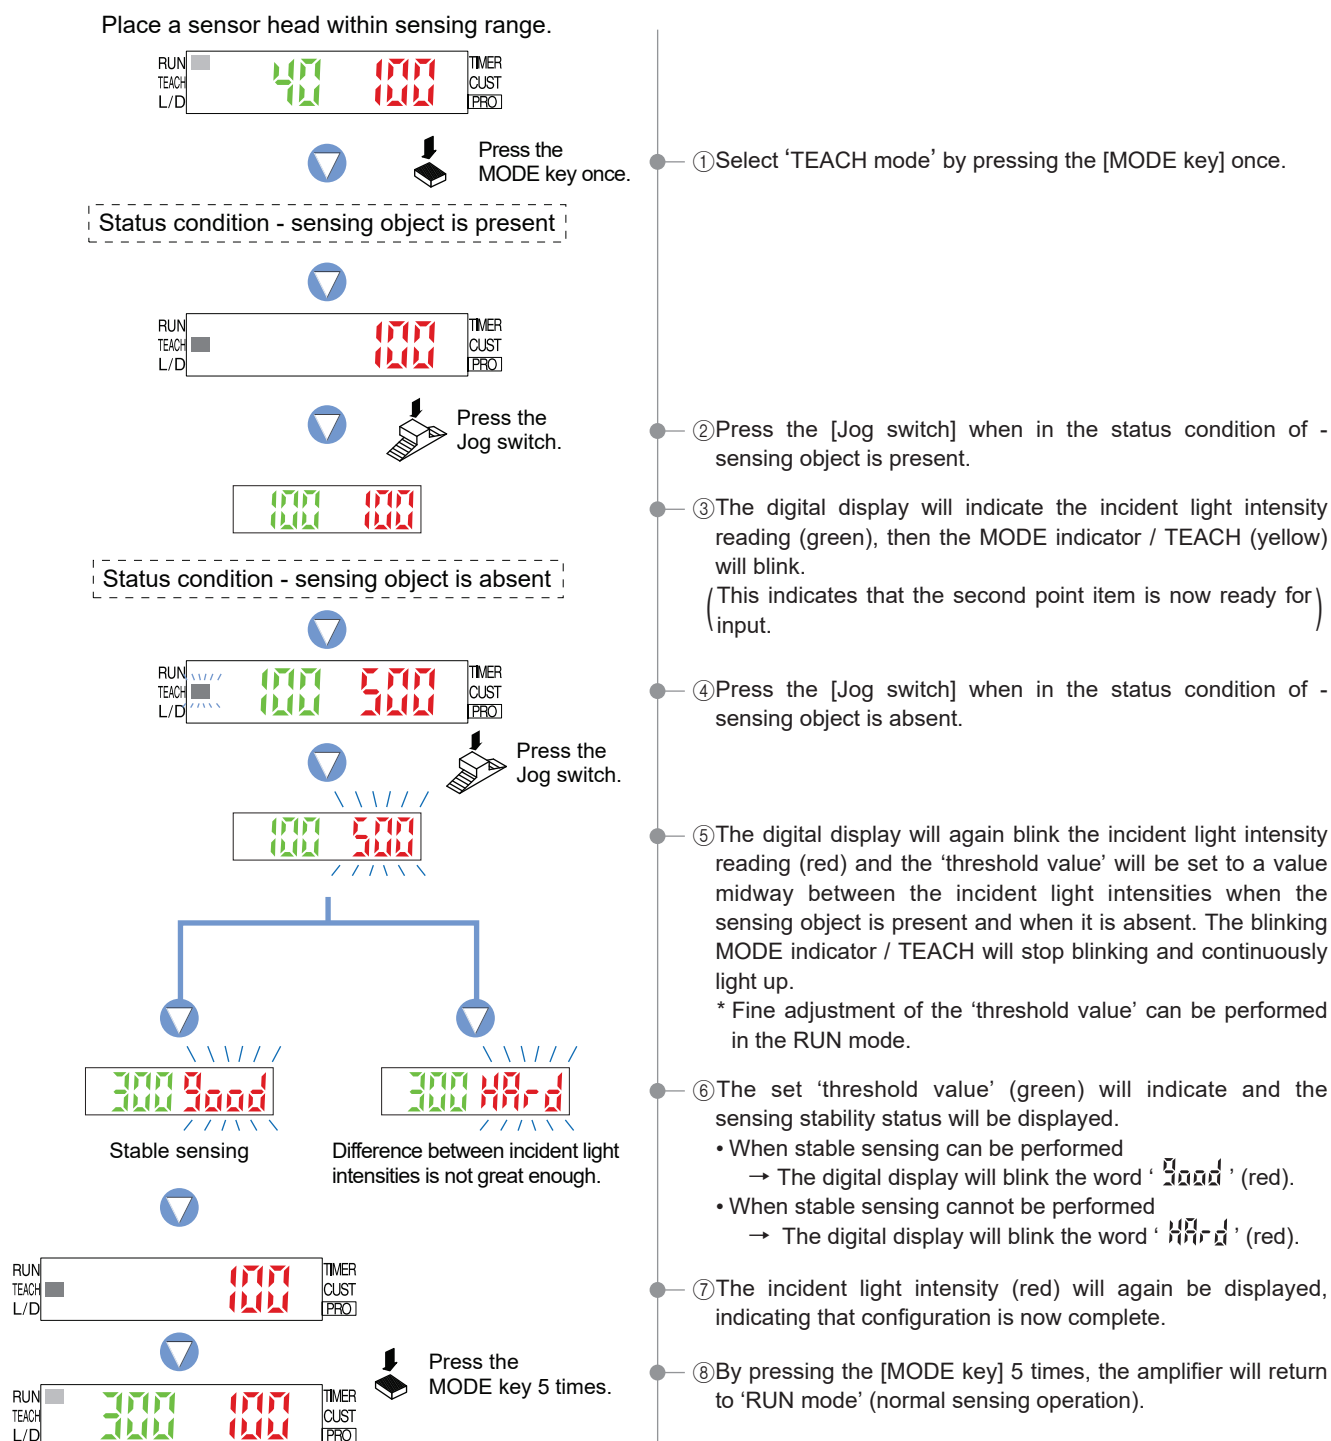 Place a sensor head within sensing range.
RUN 40 100 TIMER
TEACH CUST
L/D PRO
Press the
MODE key once.
Status condition - sensing object is present
RUN 100 TIMER
TEACH CUST
L/D PRO
Press the
Jog switch.
100 100
Status condition - sensing object is absent
RUN 100 500 TIMER
TEACH CUST
L/D PRO
Press the
Jog switch.
100 500
300 good
Stable sensing
300 HArd
Difference between incident light
intensities is not great enough.
RUN 100 TIMER
TEACH CUST
L/D PRO
Press the
MODE key 5 times.
RUN 300 100 TIMER
TEACH CUST
L/D PRO
①Select ‘TEACH mode’ by pressing the [MODE key] once.
②Press the [Jog switch] when in the status condition of -
sensing object is present.
③The digital display will indicate the incident light intensity
reading (green), then the MODE indicator / TEACH (yellow)
will blink.
(This indicates that the second point item is now ready for
input.)
④Press the [Jog switch] when in the status condition of -
sensing object is absent.
⑤The digital display will again blink the incident light intensity
reading (red) and the ‘threshold value’ will be set to a value
midway between the incident light intensities when the
sensing object is present and when it is absent. The blinking
MODE indicator / TEACH will stop blinking and continuously
light up.
* Fine adjustment of the ‘threshold value’ can be performed
in the RUN mode.
⑥The set ‘threshold value’ (green) will indicate and the
sensing stability status will be displayed.
• When stable sensing can be performed
→ The digital display will blink the word ‘ good ’ (red).
• When stable sensing cannot be performed
→ The digital display will blink the word ‘ HArd ’ (red).
⑦The incident light intensity (red) will again be displayed,
indicating that configuration is now complete.
⑧By pressing the [MODE key] 5 times, the amplifier will return
to ‘RUN mode’ (normal sensing operation).